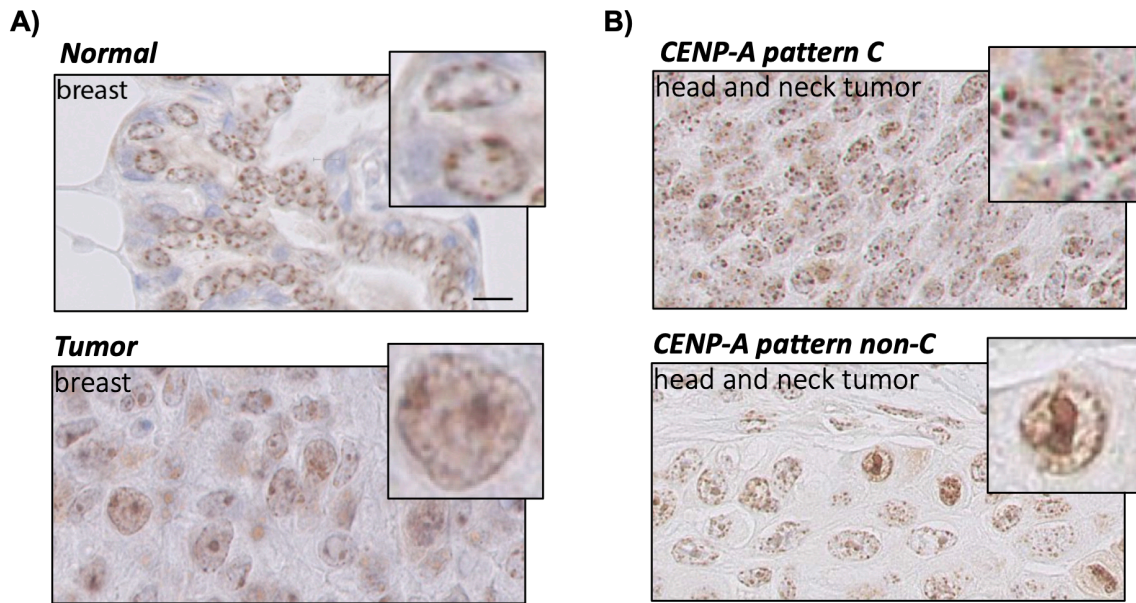 A)
Normal
breast
Tumor
breast
B)
CENP-A pattern C
head and neck tumor
CENP-A pattern non-C
head and neck tumor